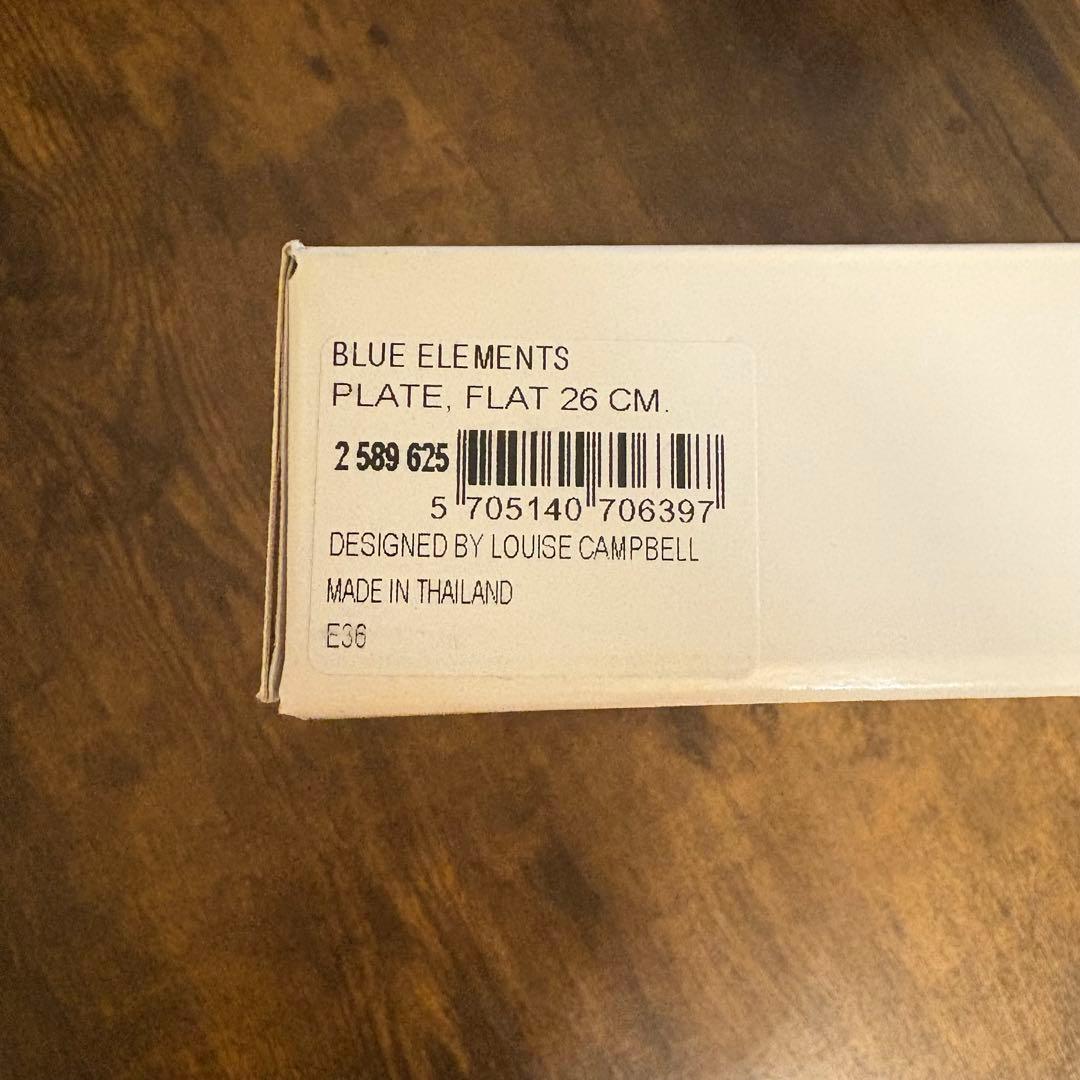 BLUE ELEMENTS
PLATE, FLAT 26 CM.
2 589 625
5 705140 706397
DESIGNED BY LOUISE CAMPBELL
MADE IN THAILAND
E36